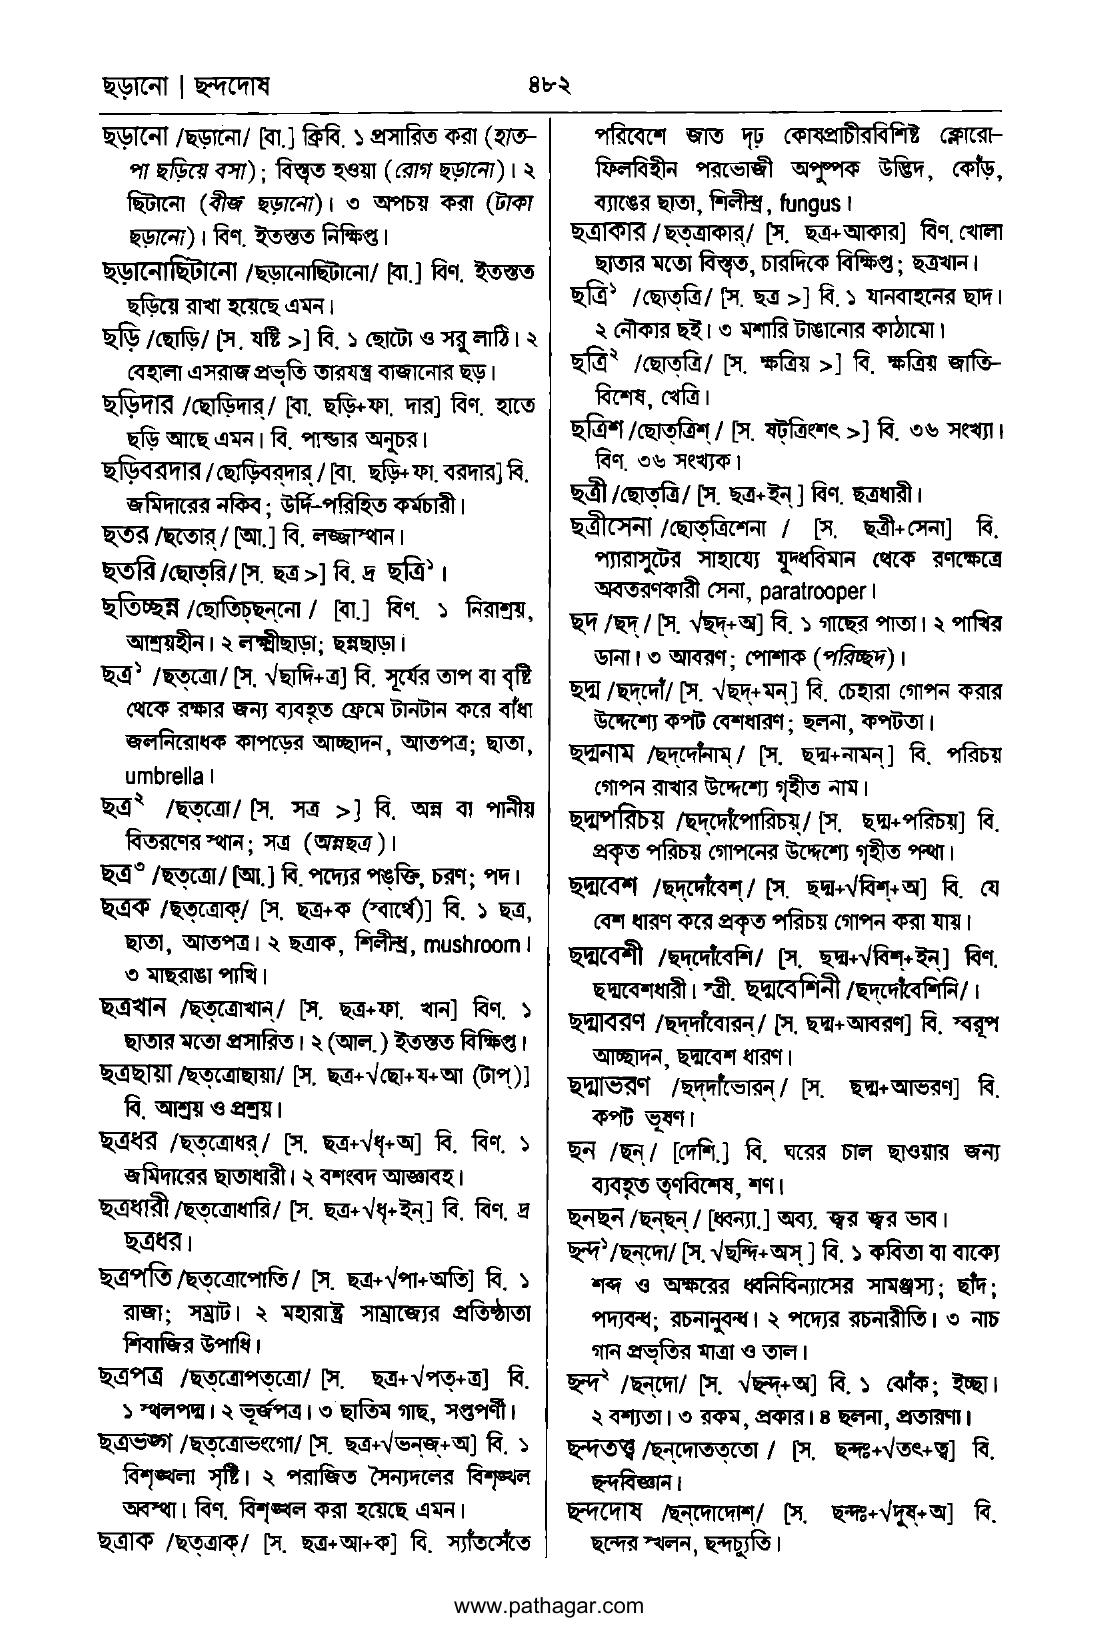 ছড়ানো | ছন্দদোষ
৪৮২
ছড়ানো /ছড়ানো/ [বা.] ক্রিবি. ১ প্রসারিত করা (হাত-
পা ছড়িয়ে বসা); বিস্তৃত হওয়া (রোগ ছড়ানো)। ২
ছিটানো (বীজ ছড়ানো)। ৩ অপচয় করা (টাকা
ছড়ানো)। বিণ. ইতস্তত নিক্ষিপ্ত।
ছড়ানোছিটানো /ছড়ানোছিটানো/ [বা.] বিণ. ইতস্তত
ছড়িয়ে রাখা হয়েছে এমন।
ছড়ি /ছোড়ি/ [স. যষ্টি >] বি. ১ ছোটো ও সরু লাঠি। ২
বেহালা এসরাজ প্রভৃতি তারযন্ত্র বাজানোর ছড়।
ছড়িদার /ছোড়িদার্/ [বা. ছড়ি+ফা. দার] বিণ. হাতে
ছড়ি আছে এমন। বি. পান্ডার অনুচর।
ছড়িবরদার /ছোড়িবর্‌দার্/ [বা. ছড়ি+ফা. বরদার] বি.
জমিদারের নকিব; উর্দি-পরিহিত কর্মচারী।
ছতর /ছতোর্/ [আ.] বি. লজ্জাস্থান।
ছতরি /ছোত্‌রি/ [স. ছত্র >] বি. দ্র ছত্রি¹।
ছতিচ্ছন্ন /ছোতিচ্‌ছন্‌নো/ [বা.] বিণ. ১ নিরাশ্রয়,
আশ্রয়হীন। ২ লক্ষ্মীছাড়া; ছন্নছাড়া।
ছত্র¹ /ছত্‌ত্রো/ [স. √ছাদি+ত্র] বি. সূর্যের তাপ বা বৃষ্টি
থেকে রক্ষার জন্য ব্যবহৃত ফ্রেমে টানটান করে বাঁধা
জলনিরোধক কাপড়ের আচ্ছাদন, আতপত্র; ছাতা,
umbrella।
ছত্র² /ছত্‌ত্রো/ [স. সত্র >] বি. অন্ন বা পানীয়
বিতরণের স্থান; সত্র (অন্নছত্র)।
ছত্র³ /ছত্‌ত্রো/ [আ.] বি. পদ্যের পঙ্‌ক্তি, চরণ; পদ।
ছত্রক /ছত্‌ত্রোক্/ [স. ছত্র+ক (স্বার্থে)] বি. ১ ছত্র,
ছাতা, আতপত্র। ২ ছত্রাক, শিলীন্ধ্র, mushroom।
৩ মাছরাঙা পাখি।
ছত্রখান /ছত্‌ত্রোখান্/ [স. ছত্র+ফা. খান] বিণ. ১
ছাতার মতো প্রসারিত। ২ (আল.) ইতস্তত বিক্ষিপ্ত।
ছত্রছায়া /ছত্‌ত্রোছায়া/ [স. ছত্র+√ছো+য+আ (টাপ্)]
বি. আশ্রয় ও প্রশ্রয়।
ছত্রধর /ছত্‌ত্রোধর্/ [স. ছত্র+√ধৃ+অ] বি. বিণ. ১
জমিদারের ছাতাধারী। ২ বশংবদ আজ্ঞাবহ।
ছত্রধারী /ছত্‌ত্রোধারি/ [স. ছত্র+√ধৃ+ইন্] বি. বিণ. দ্র
ছত্রধর।
ছত্রপতি /ছত্‌ত্রোপোতি/ [স. ছত্র+√পা+অতি] বি. ১
রাজা; সম্রাট। ২ মহারাষ্ট্র সাম্রাজ্যের প্রতিষ্ঠাতা
শিবাজির উপাধি।
ছত্রপত্র /ছত্‌ত্রোপত্‌ত্রো/ [স. ছত্র+√পত্+ত্র] বি.
১ স্থলপদ্ম। ২ ভূর্জপত্র। ৩ ছাতিম গাছ, সপ্তপর্ণী।
ছত্রভঙ্গ /ছত্‌ত্রোভংগো/ [স. ছত্র+√ভন্‌জ্+অ] বি. ১
বিশৃঙ্খলা সৃষ্টি। ২ পরাজিত সৈন্যদলের বিশৃঙ্খল
অবস্থা। বিণ. বিশৃঙ্খল করা হয়েছে এমন।
ছত্রাক /ছত্‌ত্রাক্/ [স. ছত্র+আ+ক] বি. স্যাঁতসেঁতে
পরিবেশে জাত দৃঢ় কোষপ্রাচীরবিশিষ্ট ক্লোরো-
ফিলবিহীন পরভোজী অপুষ্পক উদ্ভিদ, কোঁড়,
ব্যাঙের ছাতা, শিলীন্ধ্র, fungus।
ছত্রাকার /ছত্‌ত্রাকার্/ [স. ছত্র+আকার] বিণ. খোলা
ছাতার মতো বিস্তৃত, চারদিকে বিক্ষিপ্ত; ছত্রখান।
ছত্রি¹ /ছোত্‌ত্রি/ [স. ছত্র >] বি. ১ যানবাহনের ছাদ।
২ নৌকার ছই। ৩ মশারি টাঙানোর কাঠামো।
ছত্রি² /ছোত্‌ত্রি/ [স. ক্ষত্রিয় >] বি. ক্ষত্রিয় জাতি-
বিশেষ, খেত্রি।
ছত্রিশ /ছোত্‌ত্রিশ্/ [স. ষট্‌ত্রিংশৎ >] বি. ৩৬ সংখ্যা।
বিণ. ৩৬ সংখ্যক।
ছত্রী /ছোত্‌ত্রি/ [স. ছত্র+ইন্] বিণ. ছত্রধারী।
ছত্রীসেনা /ছোত্‌ত্রিশেনা / [স. ছত্রী+সেনা] বি.
প্যারাসুটের সাহায্যে যুদ্ধবিমান থেকে রণক্ষেত্রে
অবতরণকারী সেনা, paratrooper।
ছদ /ছদ্/ [স. √ছদ্+অ] বি. ১ গাছের পাতা। ২ পাখির
ডানা। ৩ আবরণ; পোশাক (পরিচ্ছদ)।
ছদ্ম /ছদ্‌দোঁ/ [স. √ছদ্+মন্] বি. চেহারা গোপন করার
উদ্দেশ্যে কপট বেশধারণ; ছলনা, কপটতা।
ছদ্মনাম /ছদ্‌দোঁনাম্/ [স. ছদ্ম+নামন্] বি. পরিচয়
গোপন রাখার উদ্দেশ্যে গৃহীত নাম।
ছদ্মপরিচয় /ছদ্‌দোঁপোরিচয়্/ [স. ছদ্ম+পরিচয়] বি.
প্রকৃত পরিচয় গোপনের উদ্দেশ্যে গৃহীত পন্থা।
ছদ্মবেশ /ছদ্‌দোঁবেশ্/ [স. ছদ্ম+√বিশ্+অ] বি. যে
বেশ ধারণ করে প্রকৃত পরিচয় গোপন করা যায়।
ছদ্মবেশী /ছদ্‌দোঁবেশি/ [স. ছদ্ম+√বিশ্+ইন্] বিণ.
ছদ্মবেশধারী। স্ত্রী. ছদ্মবেশিনী /ছদ্‌দোঁবেশিনি/।
ছদ্মাবরণ /ছদ্‌দাঁবোরন্/ [স. ছদ্ম+আবরণ] বি. স্বরূপ
আচ্ছাদন, ছদ্মবেশ ধারণ।
ছদ্মাভরণ /ছদ্‌দাঁভোরন্/ [স. ছদ্ম+আভরণ] বি.
কপট ভূষণ।
ছন /ছন্/ [দেশি.] বি. ঘরের চাল ছাওয়ার জন্য
ব্যবহৃত তৃণবিশেষ, শণ।
ছনছন /ছন্‌ছন্/ [ধ্বন্যা.] অব্য. জ্বর জ্বর ভাব।
ছন্দ¹ /ছন্‌দো/ [স. √ছন্দি+অস্] বি. ১ কবিতা বা বাক্যে
শব্দ ও অক্ষরের ধ্বনিবিন্যাসের সামঞ্জস্য; ছাঁদ;
পদ্যবন্ধ; রচনানুবন্ধ। ২ পদ্যের রচনারীতি। ৩ নাচ
গান প্রভৃতির মাত্রা ও তাল।
ছন্দ² /ছন্‌দো/ [স. √ছন্দ্+অ] বি. ১ ঝোঁক; ইচ্ছা।
২ বশ্যতা। ৩ রকম, প্রকার। ৪ ছলনা, প্রতারণা।
ছন্দতত্ত্ব /ছন্‌দোতত্‌তো/ [স. ছন্দঃ+√তৎ+ত্ব] বি.
ছন্দবিজ্ঞান।
ছন্দদোষ /ছন্‌দোদোশ্/ [স. ছন্দঃ+√দুষ্+অ] বি.
ছন্দের স্খলন, ছন্দচ্যুতি।
www.pathagar.com